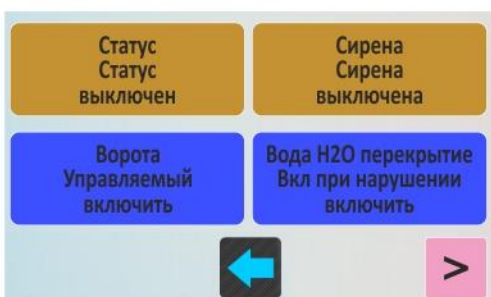 Статус
Статус
выключен
Сирена
Сирена
выключена
Ворота
Управляемый
включить
Вода H2O перекрытие
Вкл при нарушении
включить
>